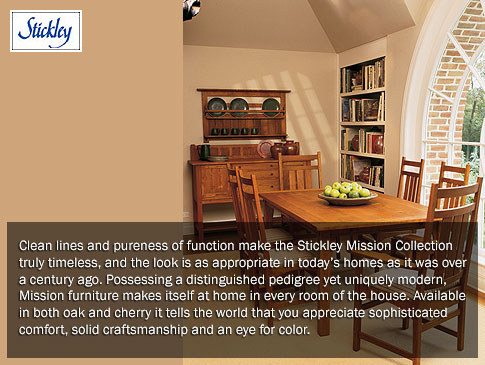 Stickley
Clean lines and pureness of function make the Stickley Mission Collection
truly timeless, and the look is as appropriate in today's homes as it was over
a century ago. Possessing a distinguished pedigree yet uniquely modern,
Mission furniture makes itself at home in every room of the house. Available
in both oak and cherry it tells the world that you appreciate sophisticated
comfort, solid craftsmanship and an eye for color.